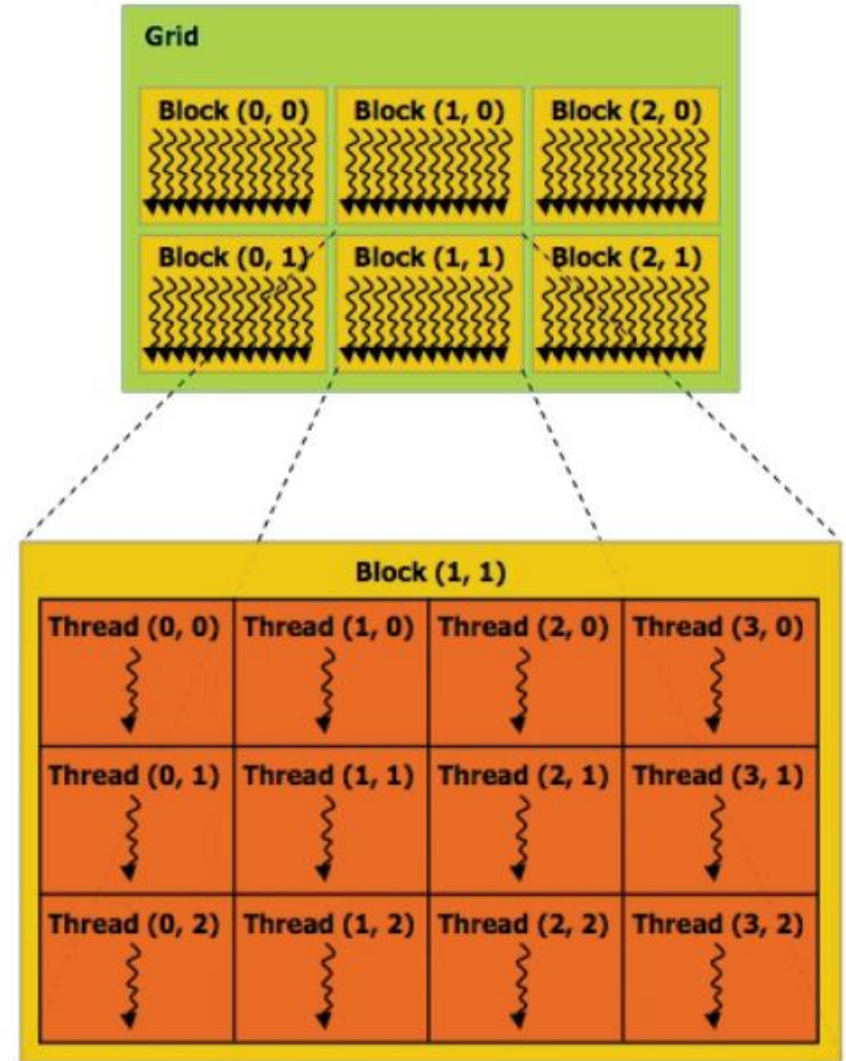 Grid
Block (0, 0) Block (1, 0) Block (2, 0)
Block (0, 1) Block (1, 1) Block (2, 1)
Block (1, 1)
Thread (0, 0) Thread (1, 0) Thread (2, 0) Thread (3, 0)
Thread (0, 1) Thread (1, 1) Thread (2, 1) Thread (3, 1)
Thread (0, 2) Thread (1, 2) Thread (2, 2) Thread (3, 2)